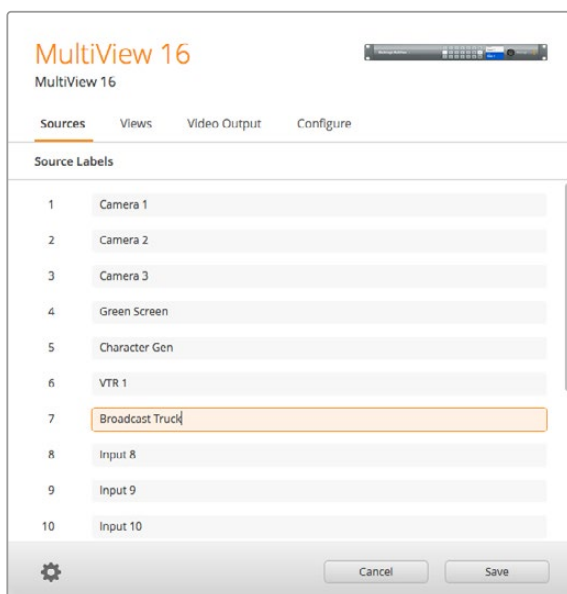 MultiView 16
MultiView 16
Sources Views Video Output Configure
Source Labels
1 Camera 1
2 Camera 2
3 Camera 3
4 Green Screen
5 Character Gen
6 VTR 1
7 Broadcast Truck
8 Input 8
9 Input 9
10 Input 10
Cancel Save